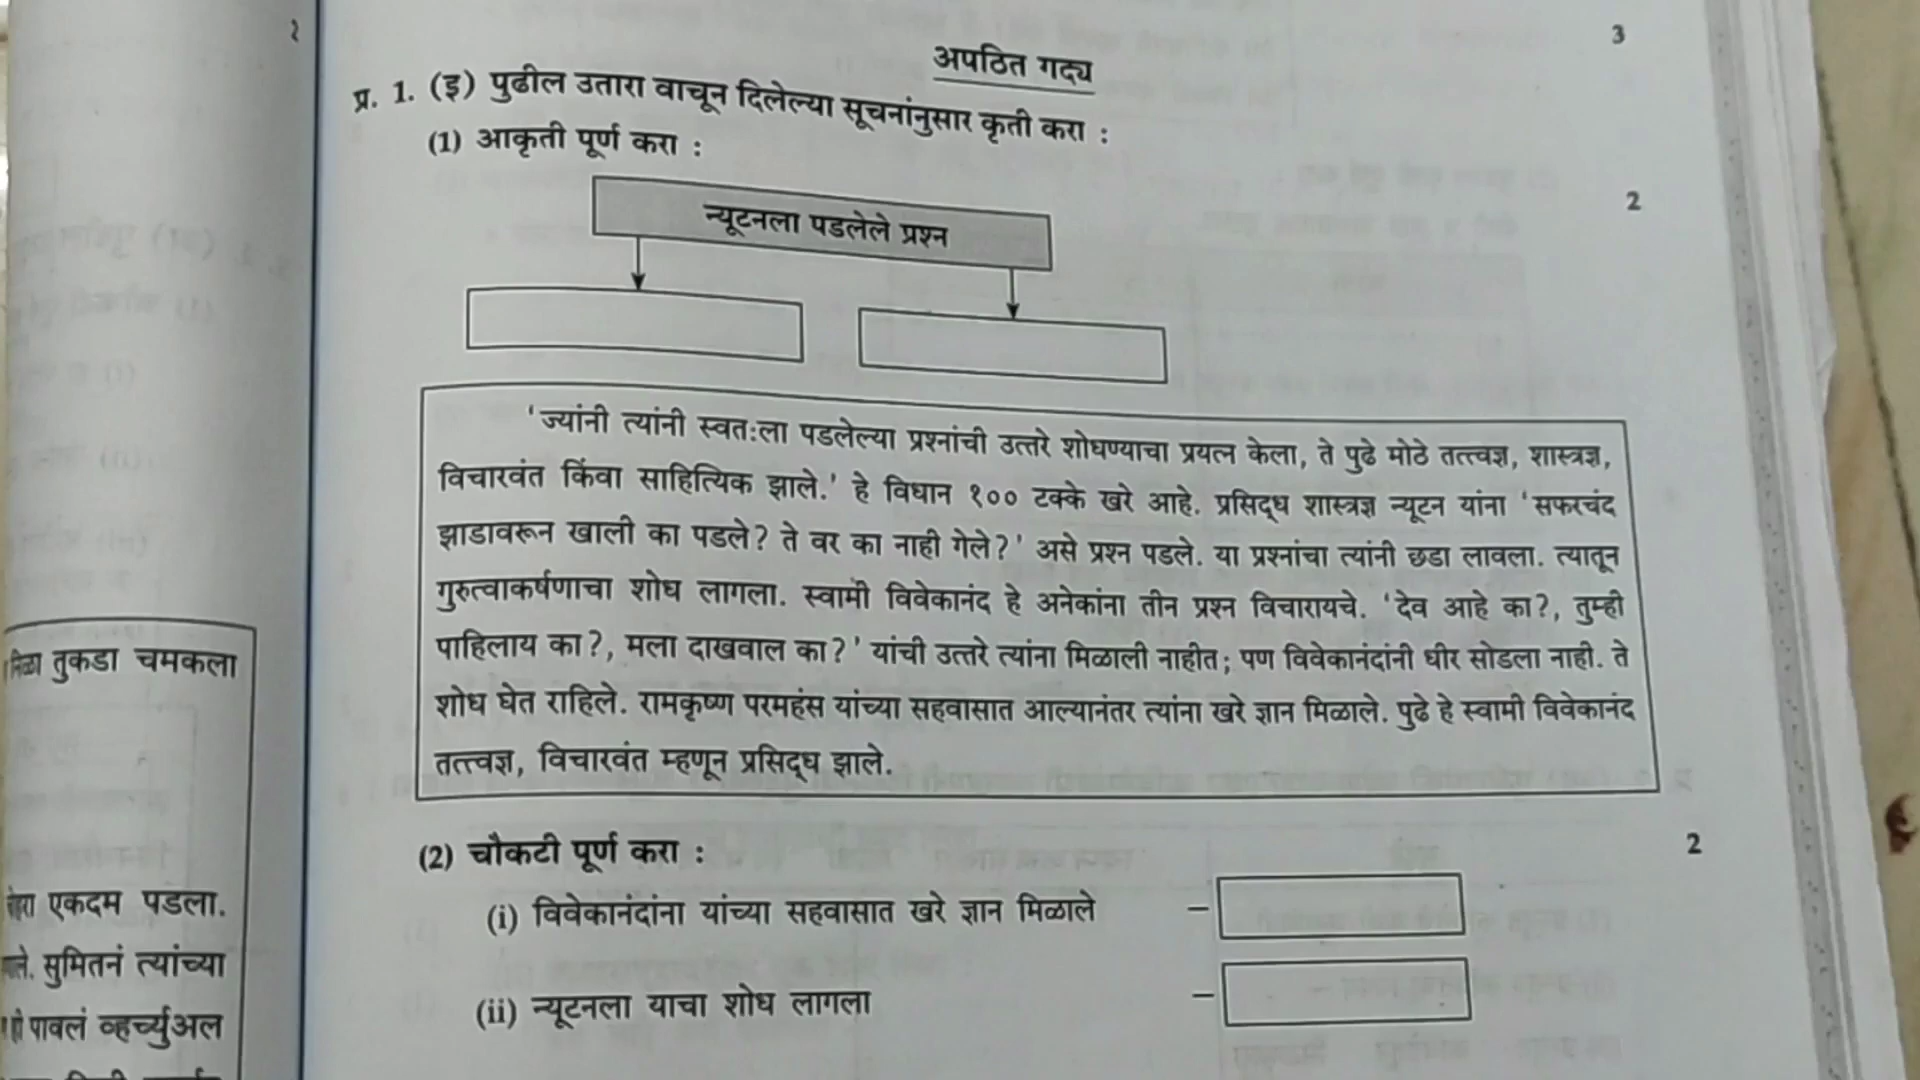 २
3
अपठित गद्य
प्र. 1. (इ) पुढील उतारा वाचून दिलेल्या सूचनांनुसार कृती करा :
(1) आकृती पूर्ण करा :
2
न्यूटनला पडलेले प्रश्न
'ज्यांनी त्यांनी स्वतःला पडलेल्या प्रश्नांची उत्तरे शोधण्याचा प्रयत्न केला, ते पुढे मोठे तत्त्वज्ञ, शास्त्रज्ञ,
विचारवंत किंवा साहित्यिक झाले.' हे विधान १०० टक्के खरे आहे. प्रसिद्ध शास्त्रज्ञ न्यूटन यांना 'सफरचंद
झाडावरून खाली का पडले? ते वर का नाही गेले?' असे प्रश्न पडले. या प्रश्नांचा त्यांनी छडा लावला. त्यातून
गुरुत्वाकर्षणाचा शोध लागला. स्वामी विवेकानंद हे अनेकांना तीन प्रश्न विचारायचे. 'देव आहे का?, तुम्ही
पाहिलाय का?, मला दाखवाल का?' यांची उत्तरे त्यांना मिळाली नाहीत; पण विवेकानंदांनी धीर सोडला नाही. ते
शोध घेत राहिले. रामकृष्ण परमहंस यांच्या सहवासात आल्यानंतर त्यांना खरे ज्ञान मिळाले. पुढे हे स्वामी विवेकानंद
तत्त्वज्ञ, विचारवंत म्हणून प्रसिद्ध झाले.
(2) चौकटी पूर्ण करा :
2
(i) विवेकानंदांना यांच्या सहवासात खरे ज्ञान मिळाले –
(ii) न्यूटनला याचा शोध लागला –
तुकडा चमकला
एकदम पडला.
सुमितनं त्यांच्या
पावलं व्हर्च्युअल